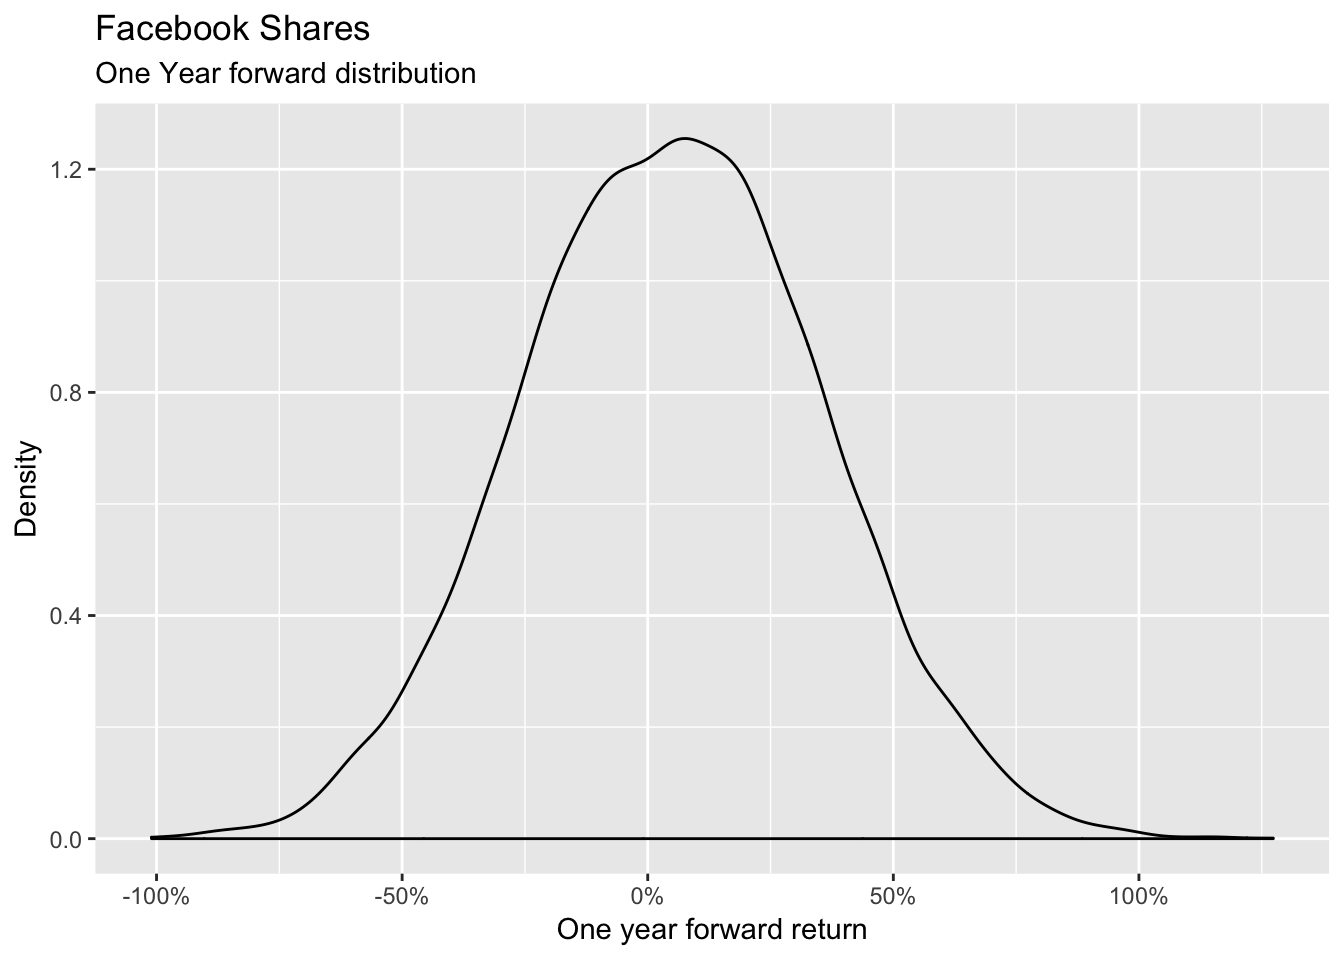 Facebook Shares
One Year forward distribution
Density
1.2
0.8
0.4
0.0
-100% -50% 0% 50% 100%
One year forward return